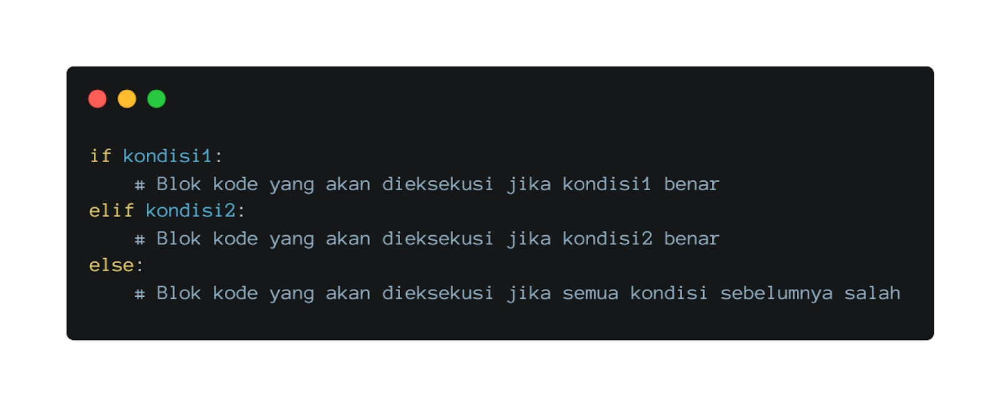 if kondisi1:
    # Blok kode yang akan dieksekusi jika kondisi1 benar
elif kondisi2:
    # Blok kode yang akan dieksekusi jika kondisi2 benar
else:
    # Blok kode yang akan dieksekusi jika semua kondisi sebelumnya salah